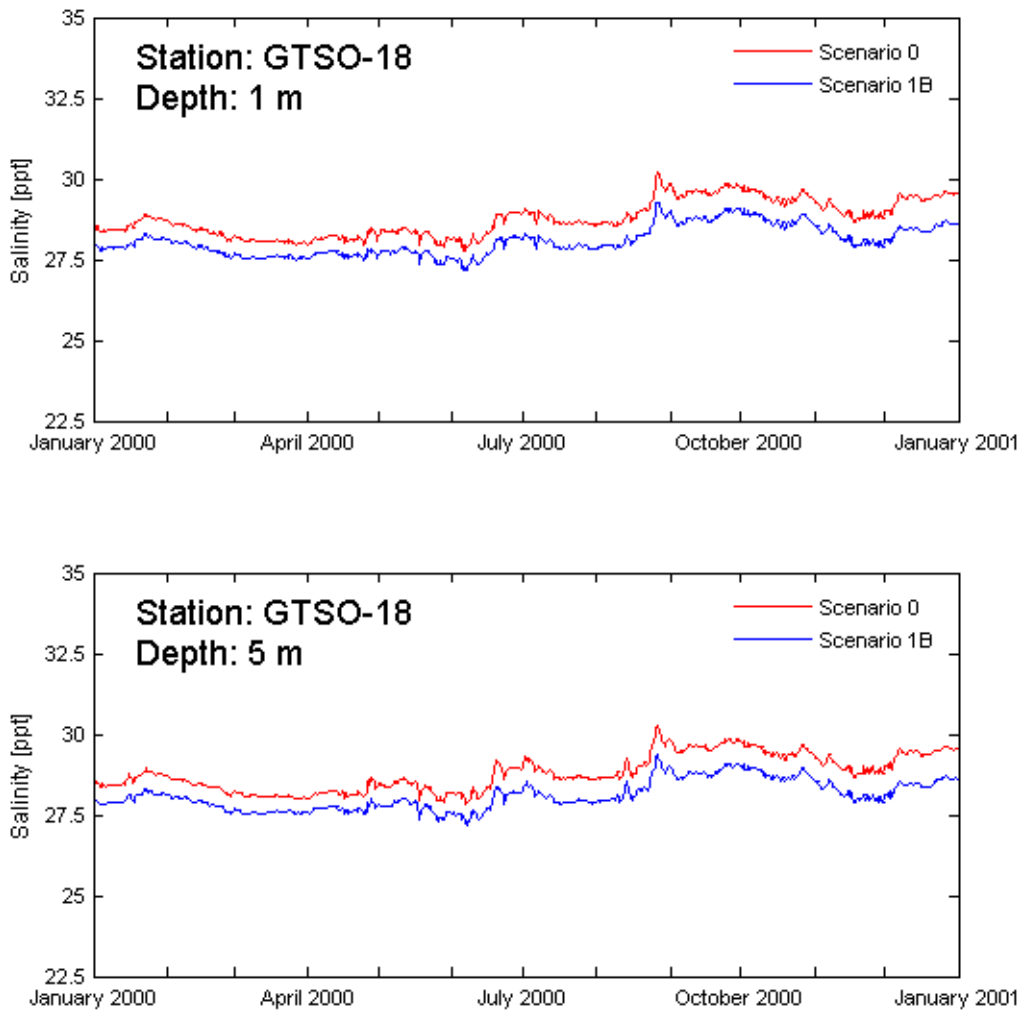 35
Station: GTSO-18
Scenario 0
Depth: 1 m
Scenario 1B
32.5
30
Salinity [ppt]
27.5
25
22.5
January 2000 April 2000 July 2000 October 2000 January 2001
35
Station: GTSO-18
Scenario 0
Depth: 5 m
Scenario 1B
32.5
30
Salinity [ppt]
27.5
25
22.5
January 2000 April 2000 July 2000 October 2000 January 2001